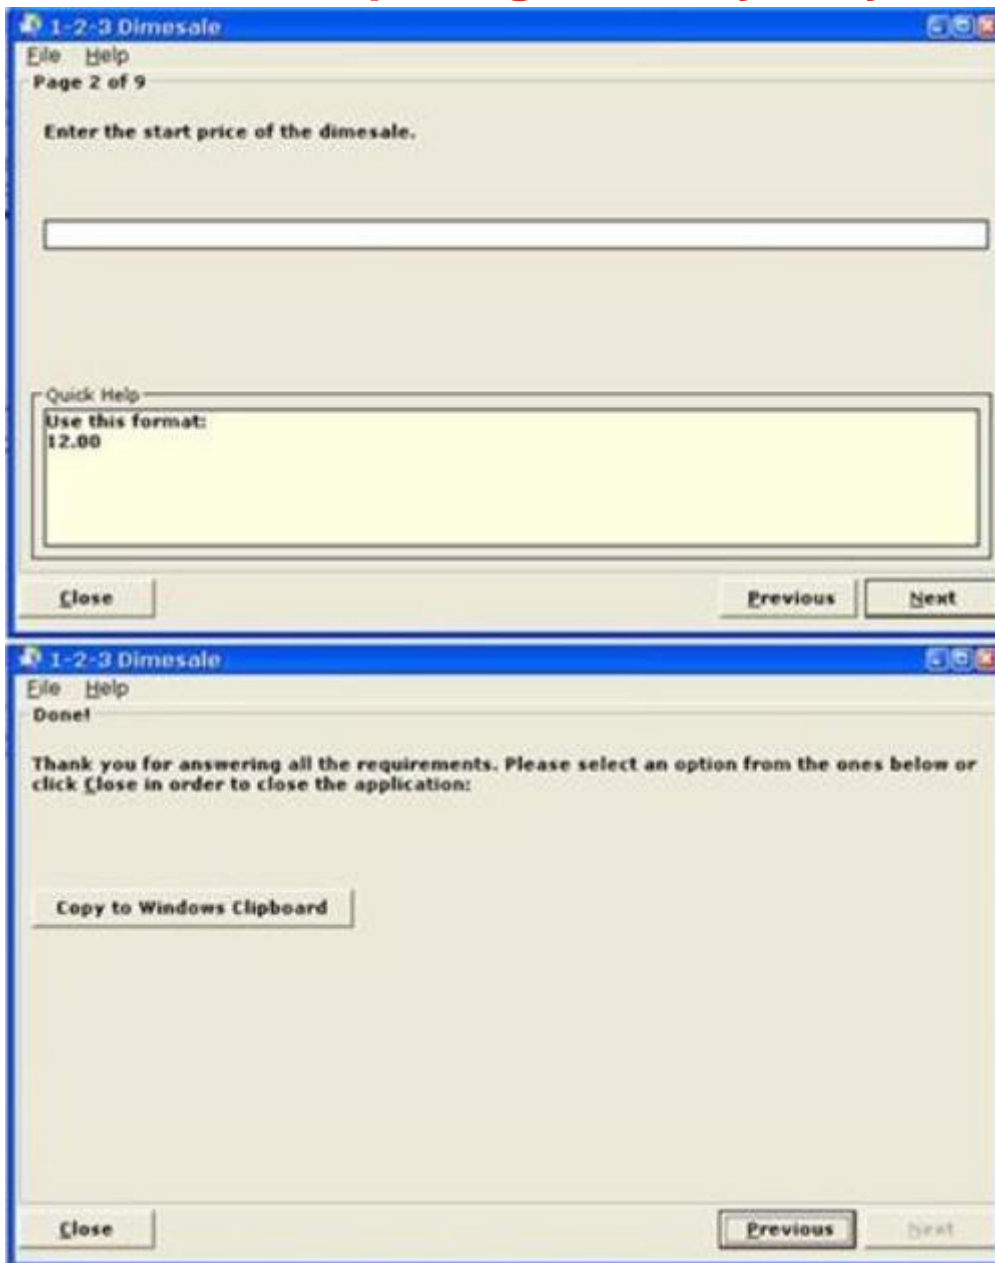 1-2-3 Dimesale
File Help
Page 2 of 9
Enter the start price of the dimesale.
Quick Help
Use this format:
12.00
Close Previous Next
1-2-3 Dimesale
File Help
Done!
Thank you for answering all the requirements. Please select an option from the ones below or
click Close in order to close the application:
Copy to Windows Clipboard
Close Previous Next